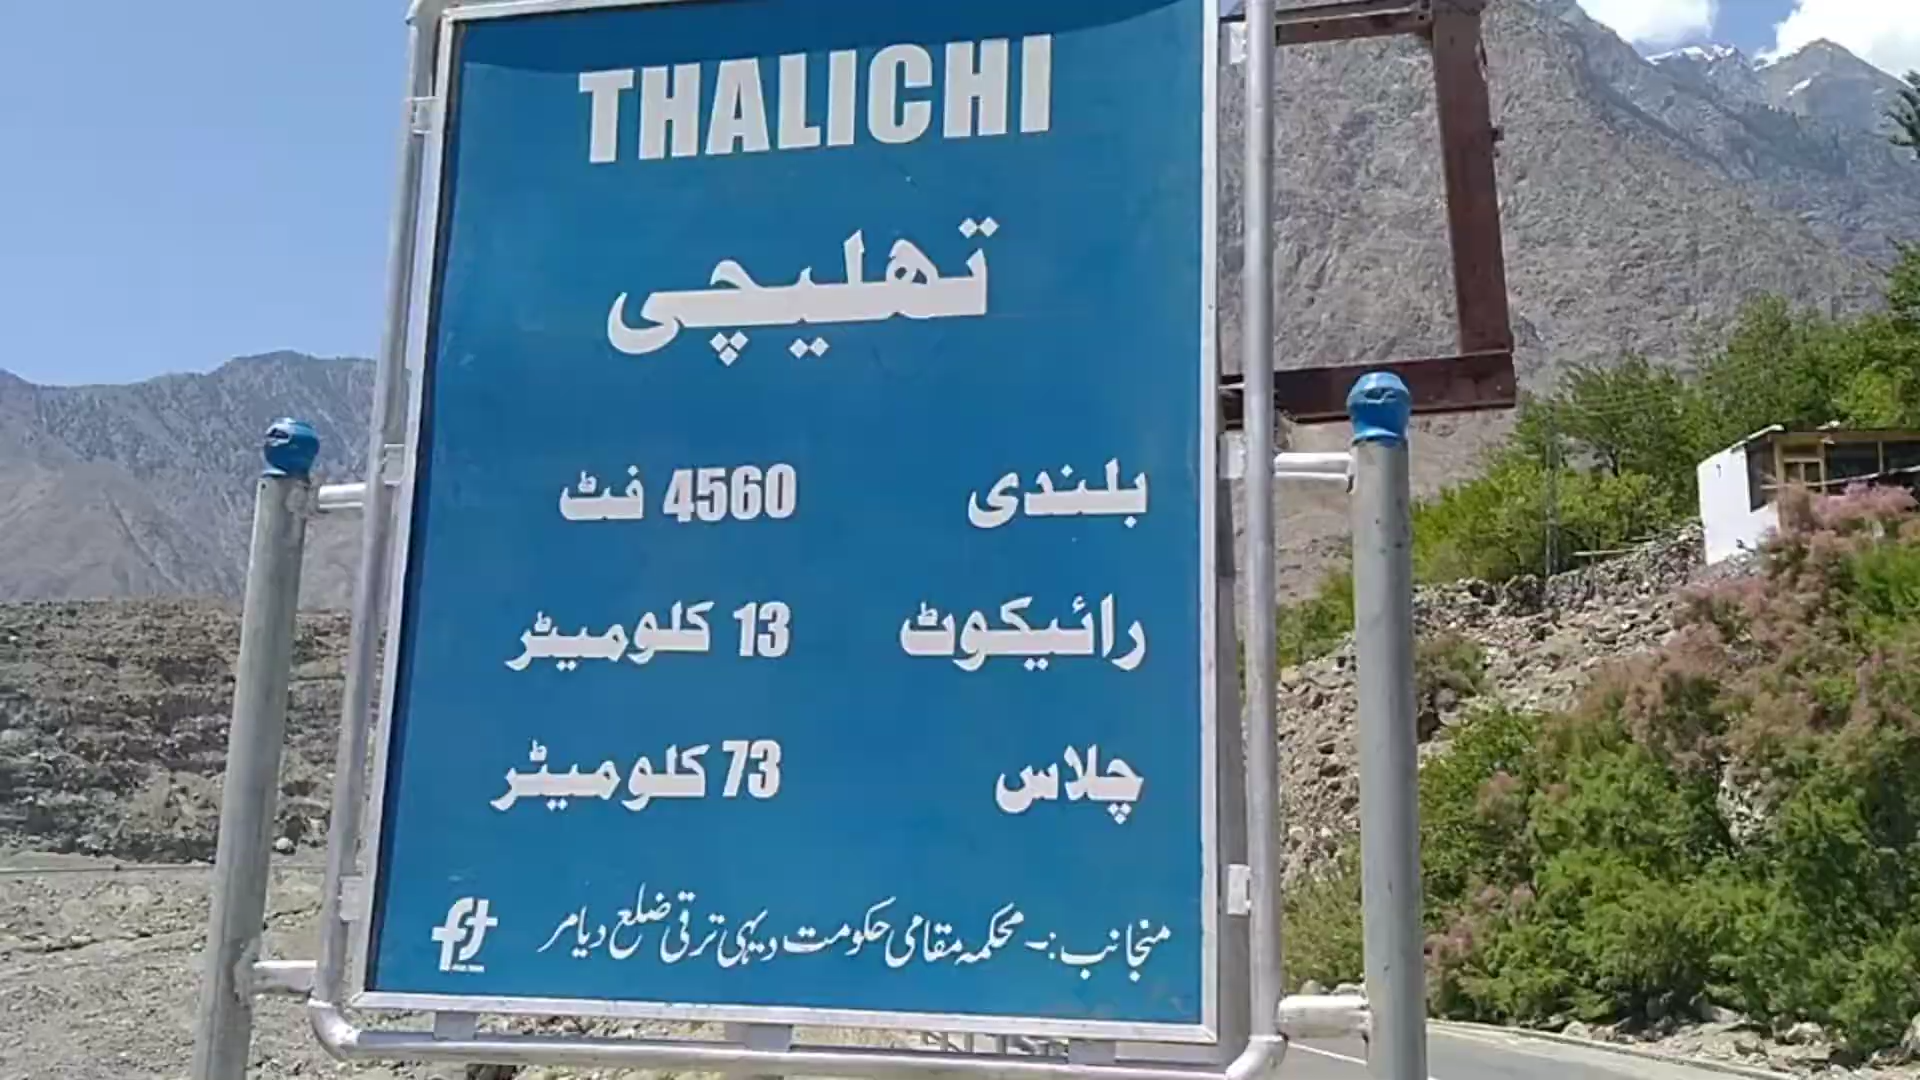 THALICHI
تھلیچی
بلندی 4560 فٹ
رائیکوٹ 13 کلومیٹر
چلاس 73 کلومیٹر
منجانب :- محکمہ مقامی حکومت دیہی ترقی ضلع دیامر